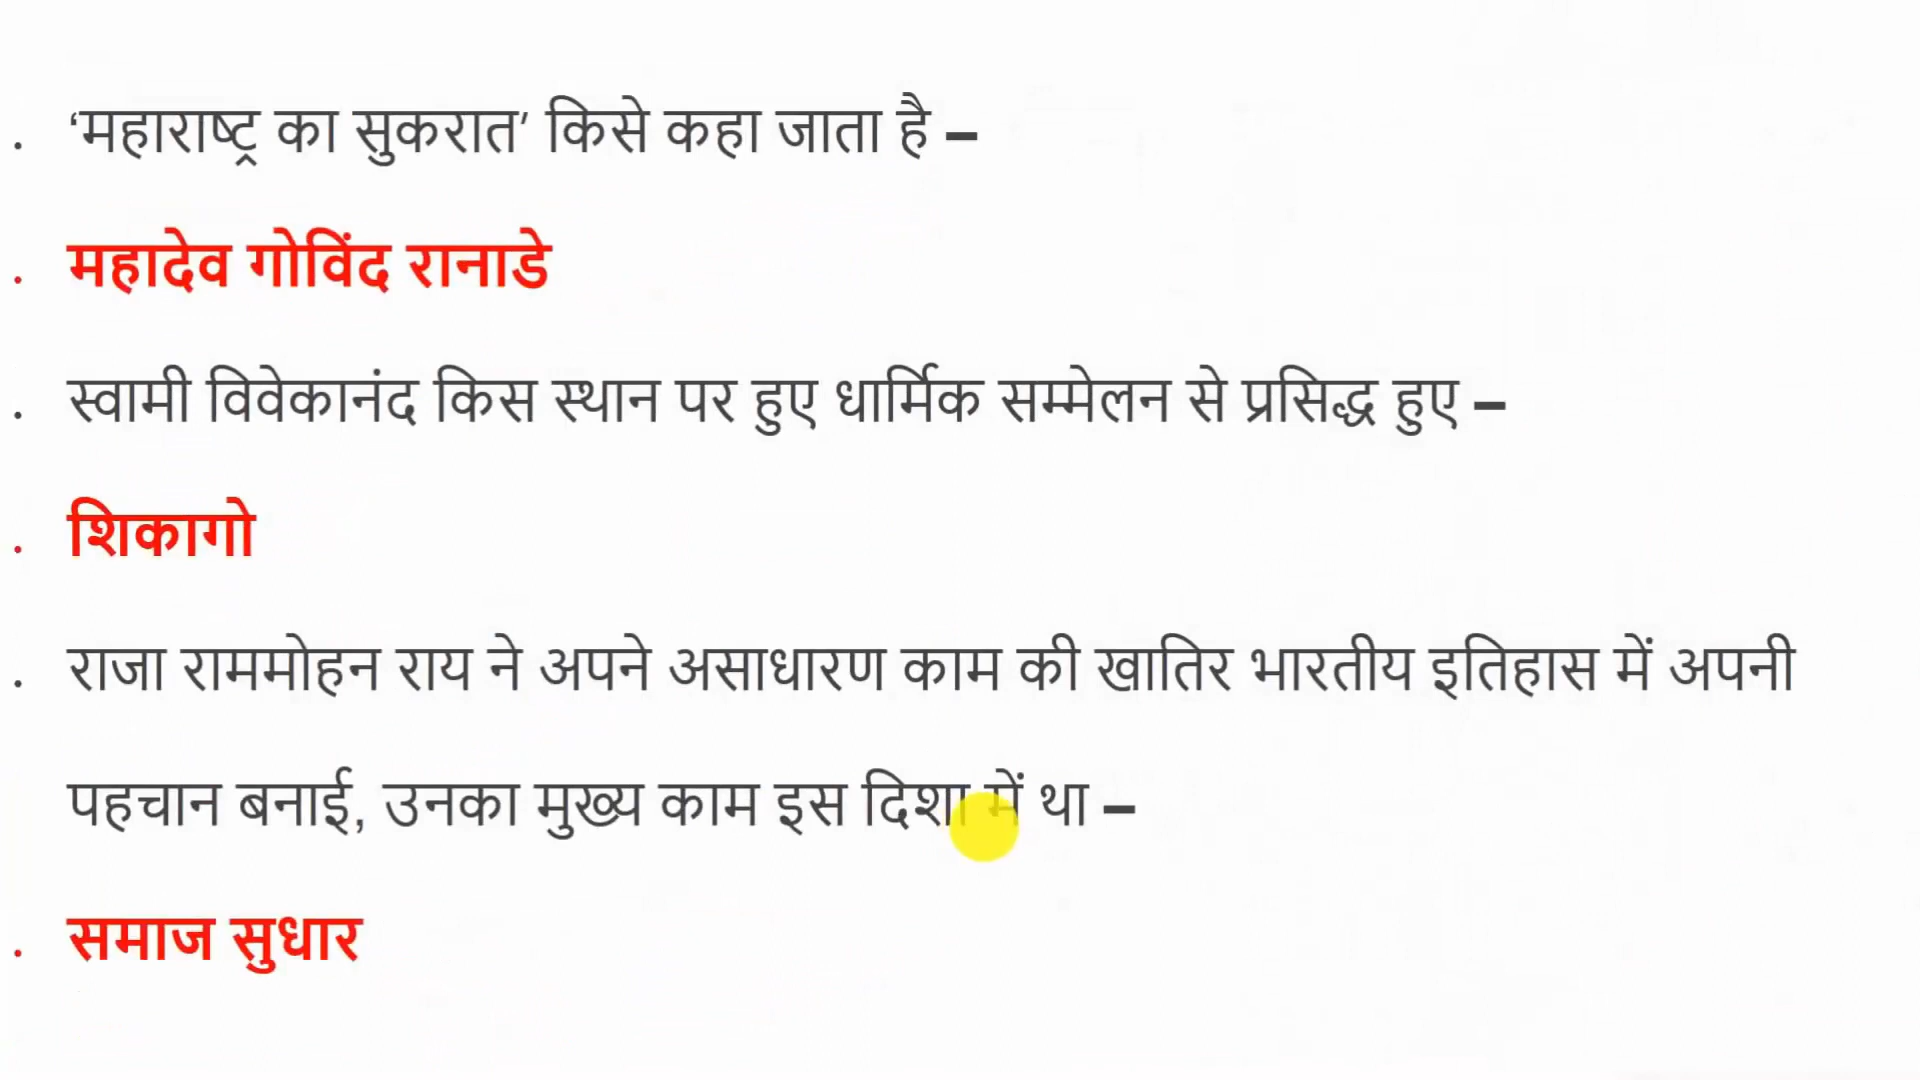 . ‘महाराष्ट्र का सुकरात’ किसे कहा जाता है –
. महादेव गोविंद रानाडे
. स्वामी विवेकानंद किस स्थान पर हुए धार्मिक सम्मेलन से प्रसिद्ध हुए –
. शिकागो
. राजा राममोहन राय ने अपने असाधारण काम की खातिर भारतीय इतिहास में अपनी
पहचान बनाई, उनका मुख्य काम इस दिशा में था –
. समाज सुधार